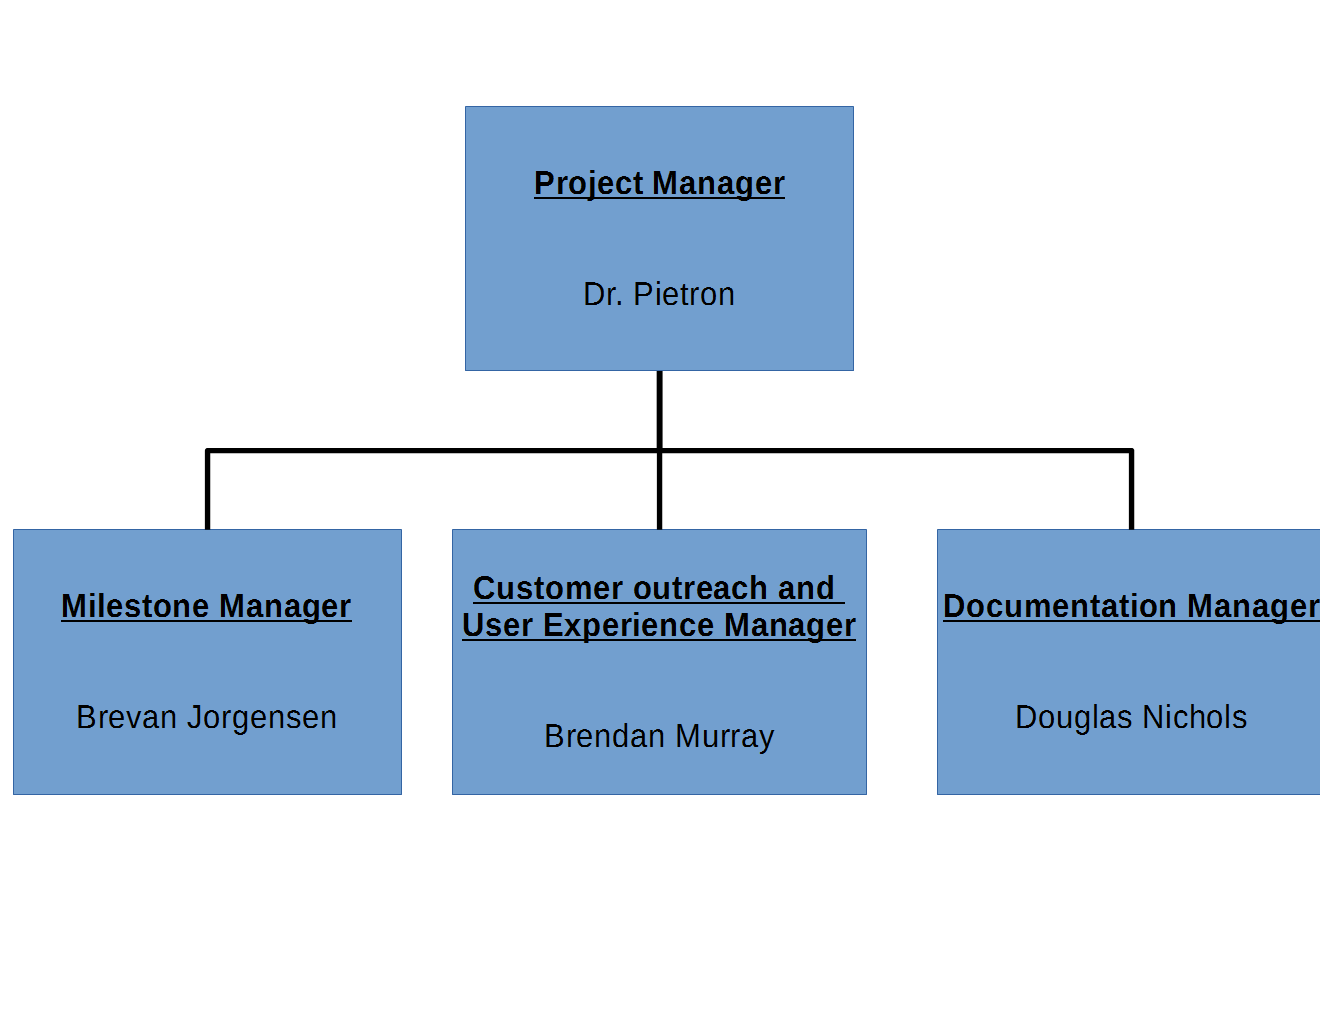 Project Manager
Dr. Pietron
Milestone Manager
Brevan Jorgensen
Customer outreach and
User Experience Manager
Brendan Murray
Documentation Manager
Douglas Nichols